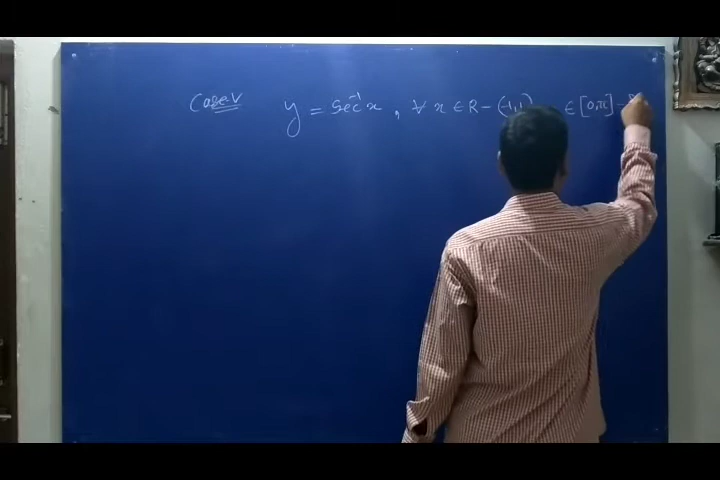 Case V y = Sec⁻¹x , ∀ x ∈ R - (-1,1) ∈ [0,π] -